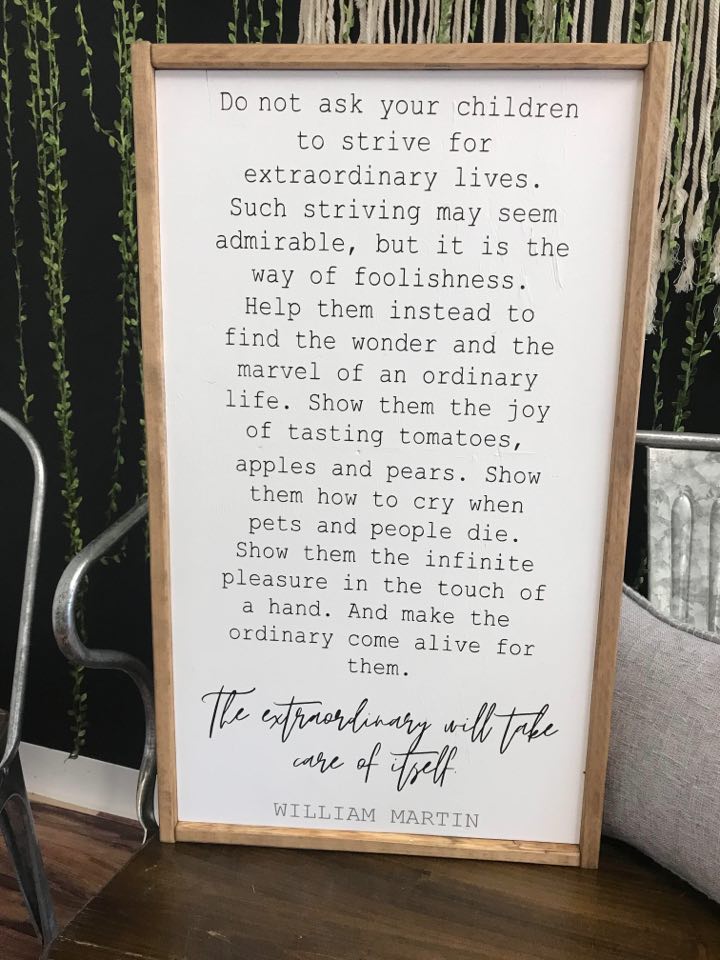 Do not ask your children
to strive for
extraordinary lives.
Such striving may seem
admirable, but it is the
way of foolishness.
Help them instead to
find the wonder and the
marvel of an ordinary
life. Show them the joy
of tasting tomatoes,
apples and pears. Show
them how to cry when
pets and people die.
Show them the infinite
pleasure in the touch of
a hand. And make the
ordinary come alive for
them.
The extraordinary will take
care of itself.
WILLIAM MARTIN